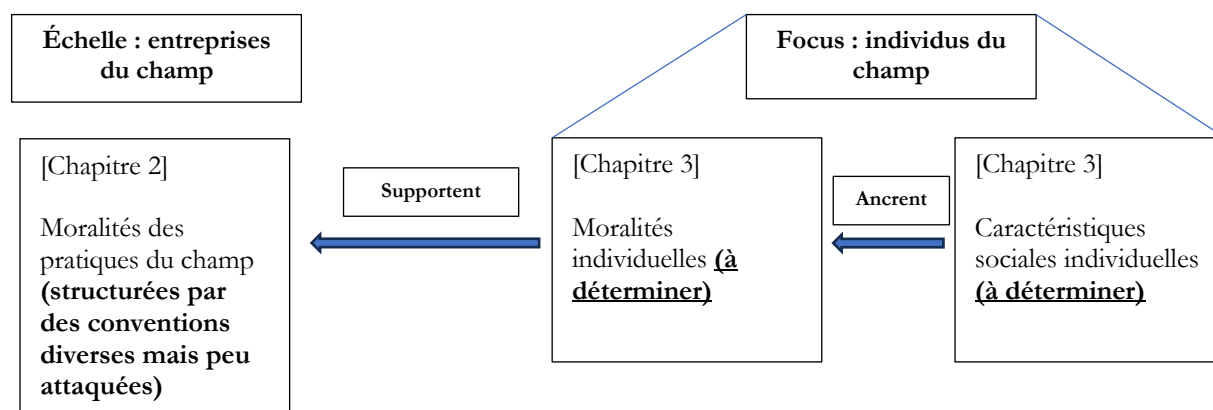 Échelle : entreprises
du champ
Focus : individus du
champ
[Chapitre 2]
Moralités des
pratiques du champ
(structurées par
des conventions
diverses mais peu
attaquées)
Supportent
[Chapitre 3]
Moralités
individuelles (à
déterminer)
Ancrent
[Chapitre 3]
Caractéristiques
sociales individuelles
(à déterminer)